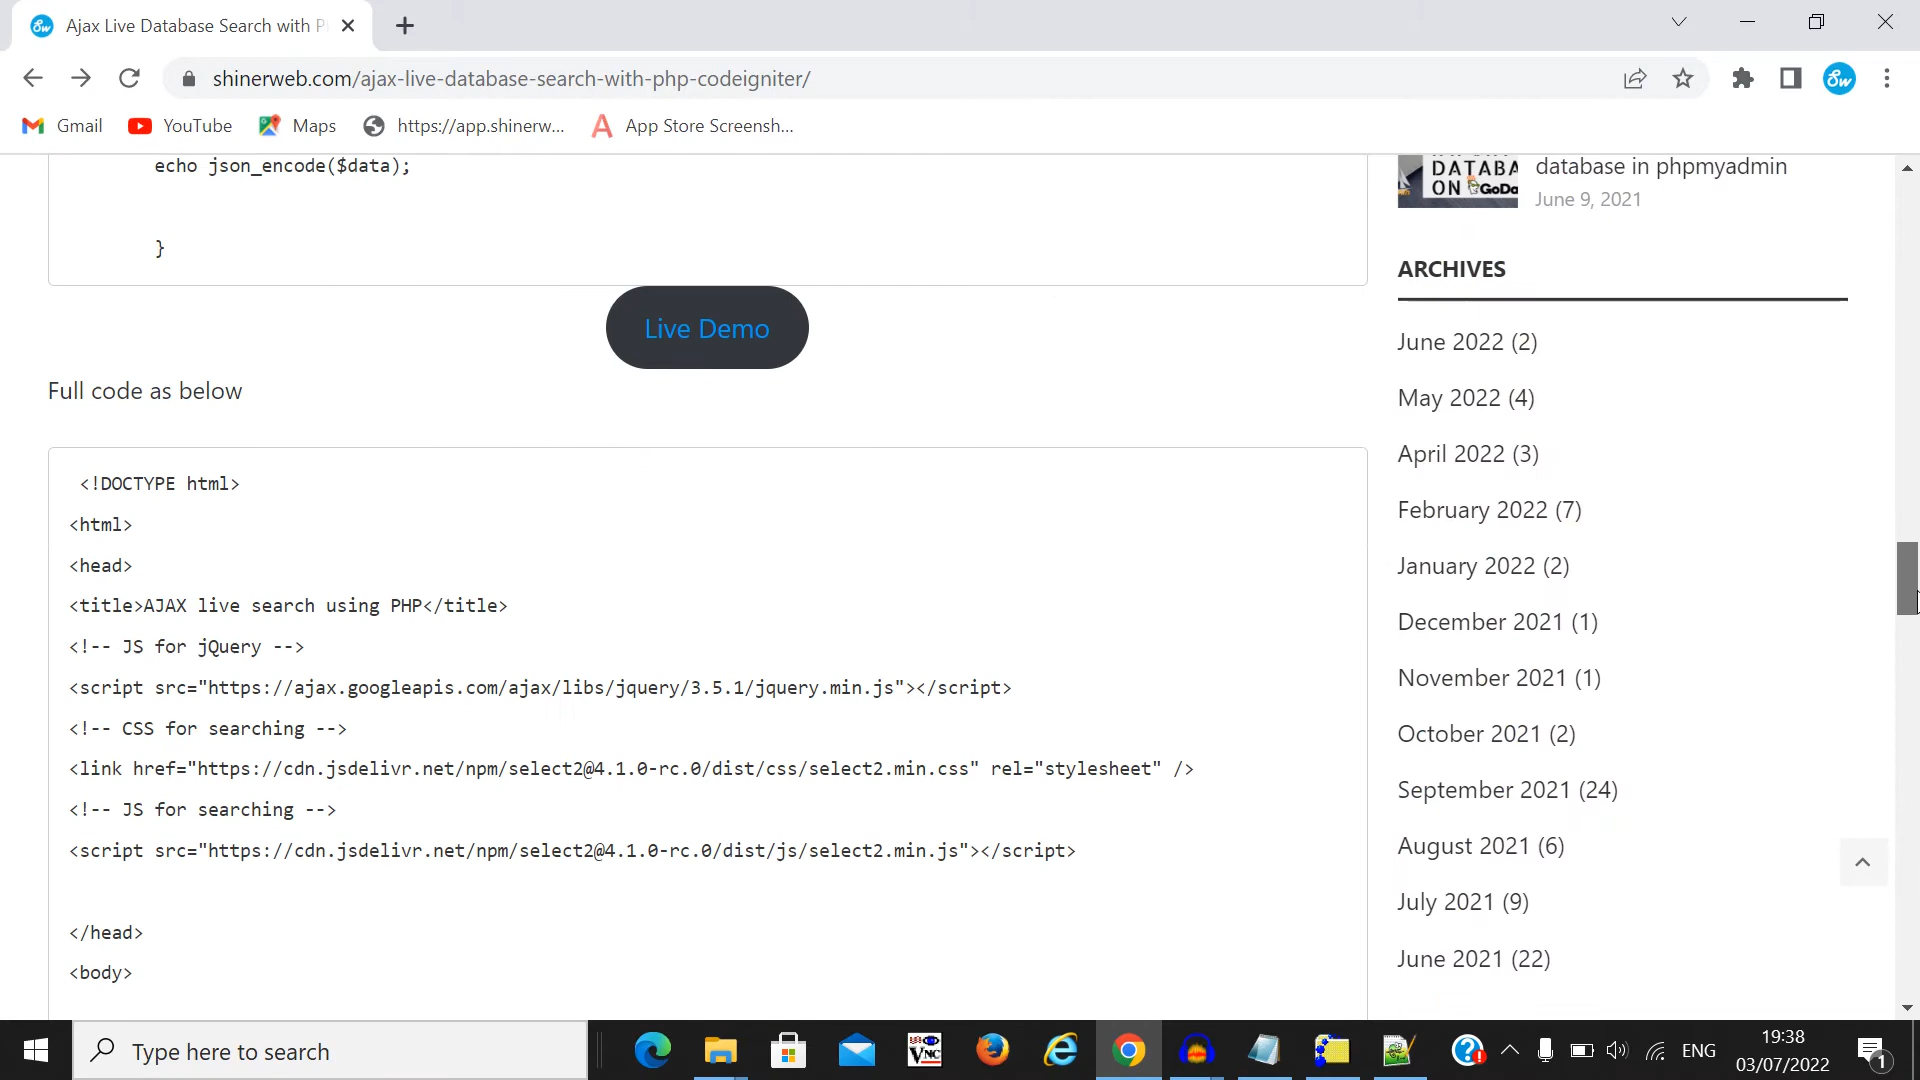 Ajax Live Database Search with P
shinerweb.com/ajax-live-database-search-with-php-codeigniter/
Sw
Gmail
YouTube
Maps
https://app.shinerw...
App Store Screensh...
echo json_encode($data);
}
Live Demo
Full code as below
<!DOCTYPE html>
<html>
<head>
<title>AJAX live search using PHP</title>
<!-- JS for jQuery -->
<script src="https://ajax.googleapis.com/ajax/libs/jquery/3.5.1/jquery.min.js"></script>
<!-- CSS for searching -->
<link href="https://cdn.jsdelivr.net/npm/select2@4.1.0-rc.0/dist/css/select2.min.css" rel="stylesheet" />
<!-- JS for searching -->
<script src="https://cdn.jsdelivr.net/npm/select2@4.1.0-rc.0/dist/js/select2.min.js"></script>
</head>
<body>
DATABA
ON GoDa
database in phpmyadmin
June 9, 2021
ARCHIVES
June 2022 (2)
May 2022 (4)
April 2022 (3)
February 2022 (7)
January 2022 (2)
December 2021 (1)
November 2021 (1)
October 2021 (2)
September 2021 (24)
August 2021 (6)
July 2021 (9)
June 2021 (22)
Type here to search
VNC
ENG
19:38
03/07/2022
1